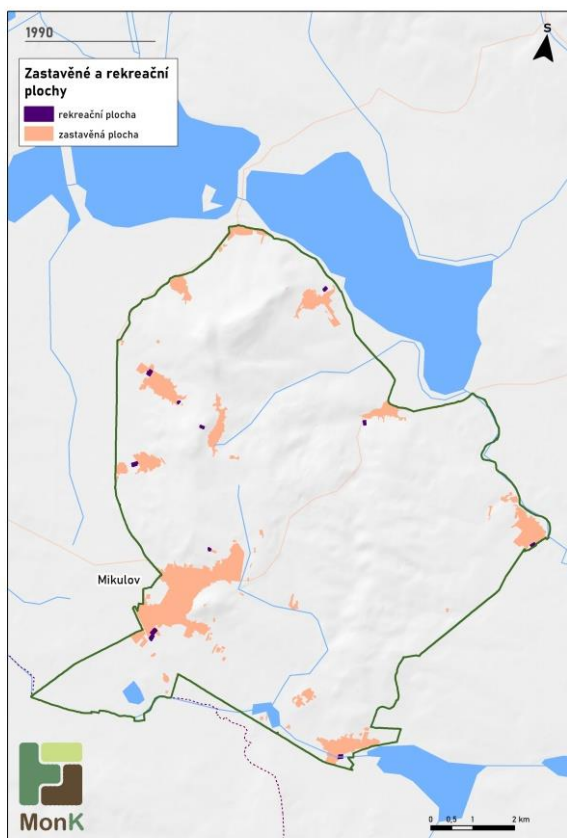 1990
S
Zastavěné a rekreační
plochy
rekreační plocha
zastavěná plocha
Mikulov
MonK
0 0,5 1 2 km